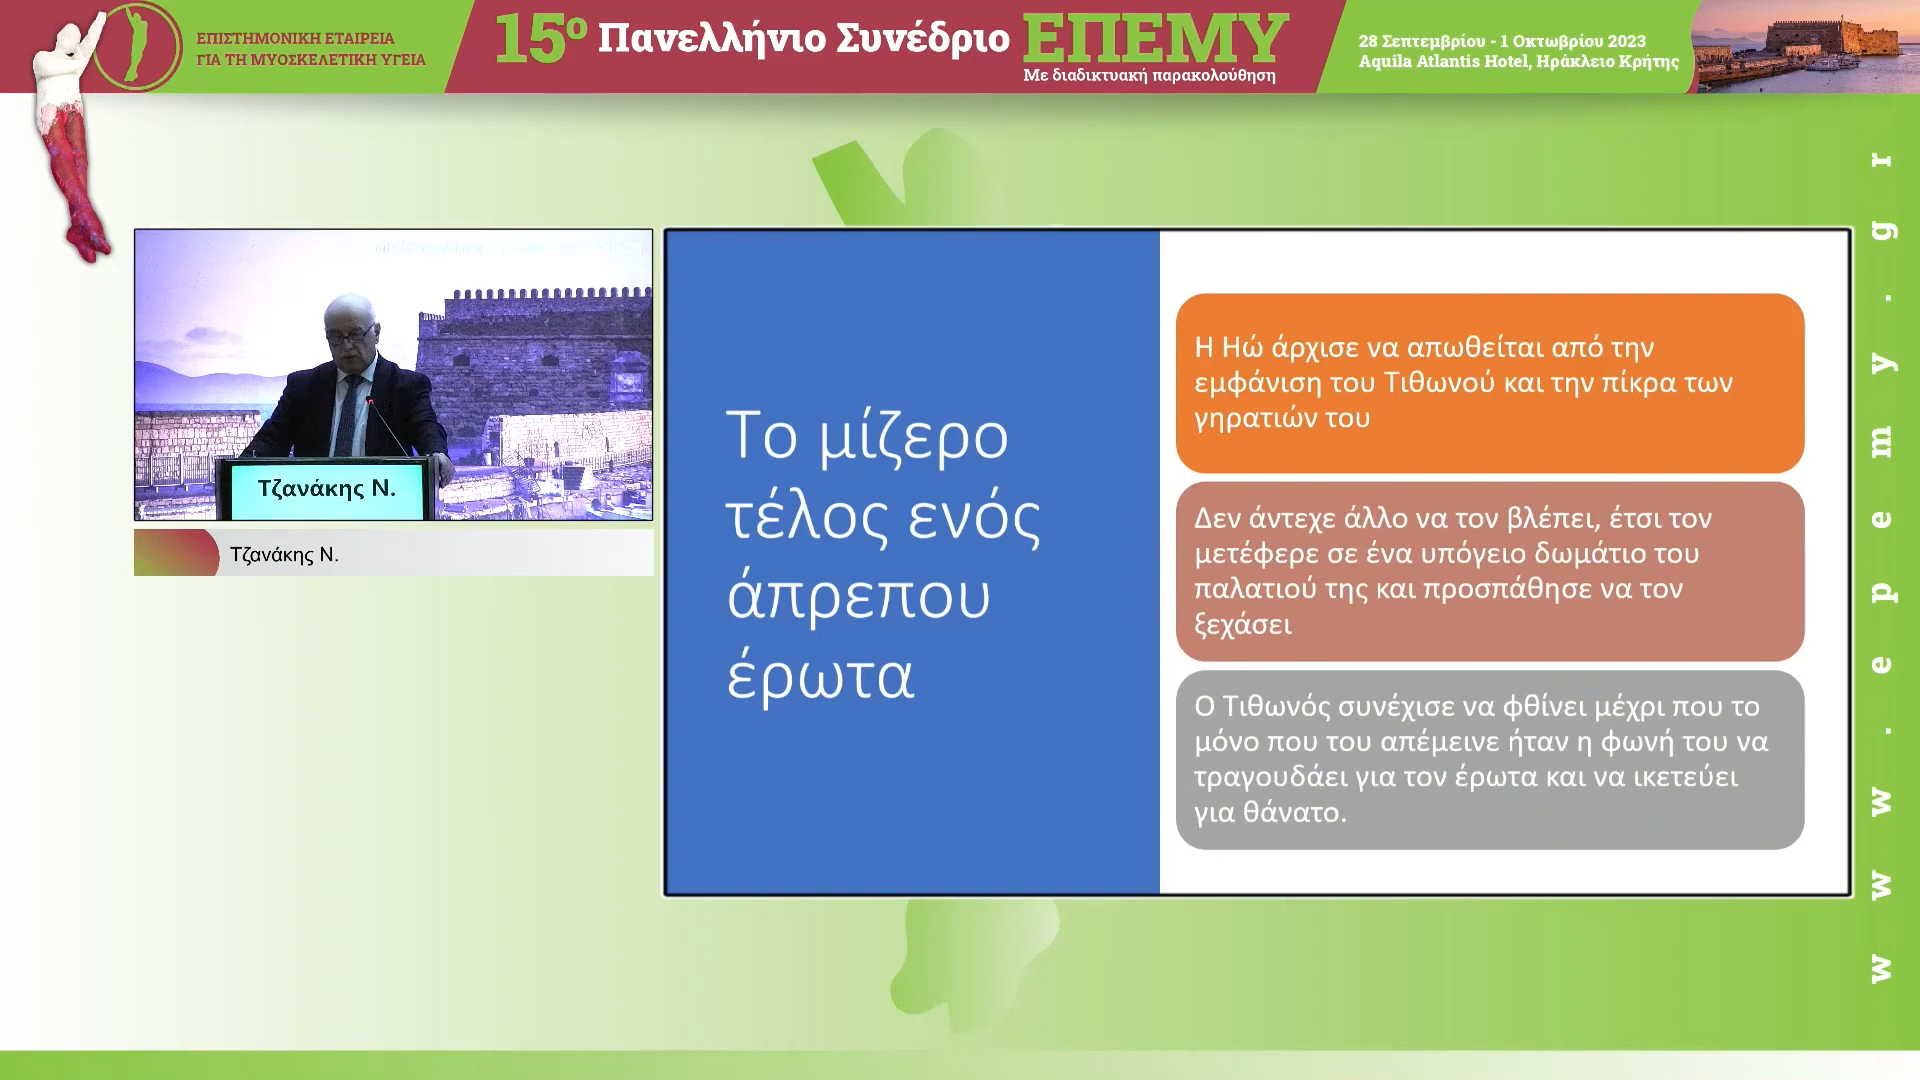 ΕΠΙΣΤΗΜΟΝΙΚΗ ΕΤΑΙΡΕΙΑ
ΓΙΑ ΤΗ ΜΥΟΣΚΕΛΕΤΙΚΗ ΥΓΕΙΑ
15ο Πανελλήνιο Συνέδριο ΕΠΕΜΥ
Με διαδικτυακή παρακολούθηση
28 Σεπτεμβρίου - 1 Οκτωβρίου 2023
Aquila Atlantis Hotel, Ηράκλειο Κρήτης
Τζανάκης Ν.
Τζανάκης Ν.
Το μίζερο
τέλος ενός
άπρεπου
έρωτα
Η Ηώ άρχισε να απωθείται από την
εμφάνιση του Τιθωνού και την πίκρα των
γηρατιών του
Δεν άντεχε άλλο να τον βλέπει, έτσι τον
μετέφερε σε ένα υπόγειο δωμάτιο του
παλατιού της και προσπάθησε να τον
ξεχάσει
Ο Τιθωνός συνέχισε να φθίνει μέχρι που το
μόνο που του απέμεινε ήταν η φωνή του να
τραγουδάει για τον έρωτα και να ικετεύει
για θάνατο.
www.epemy.gr